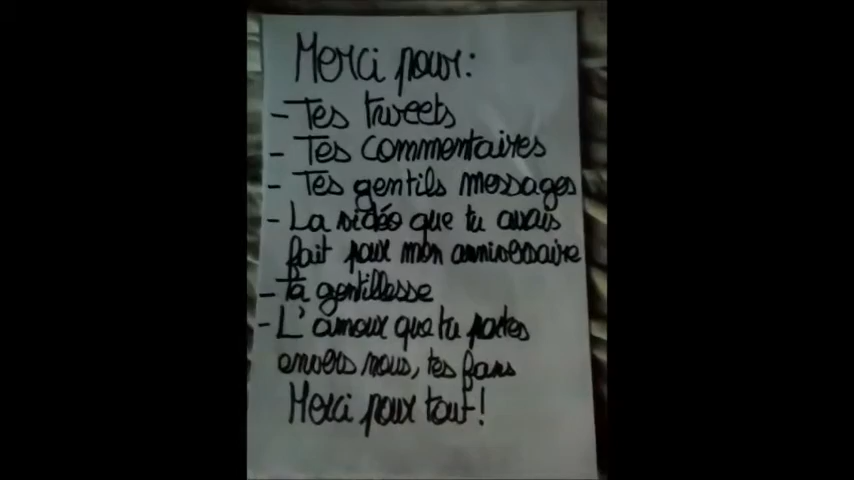 Merci pour:
- Tes tweets
- Tes commentaires
- Tes gentils messages
- La vidéo que tu avais
fait pour mon anniversaire
- Ta gentillesse
- L'amour que tu portes
envers nous, tes fans
Merci pour tout!